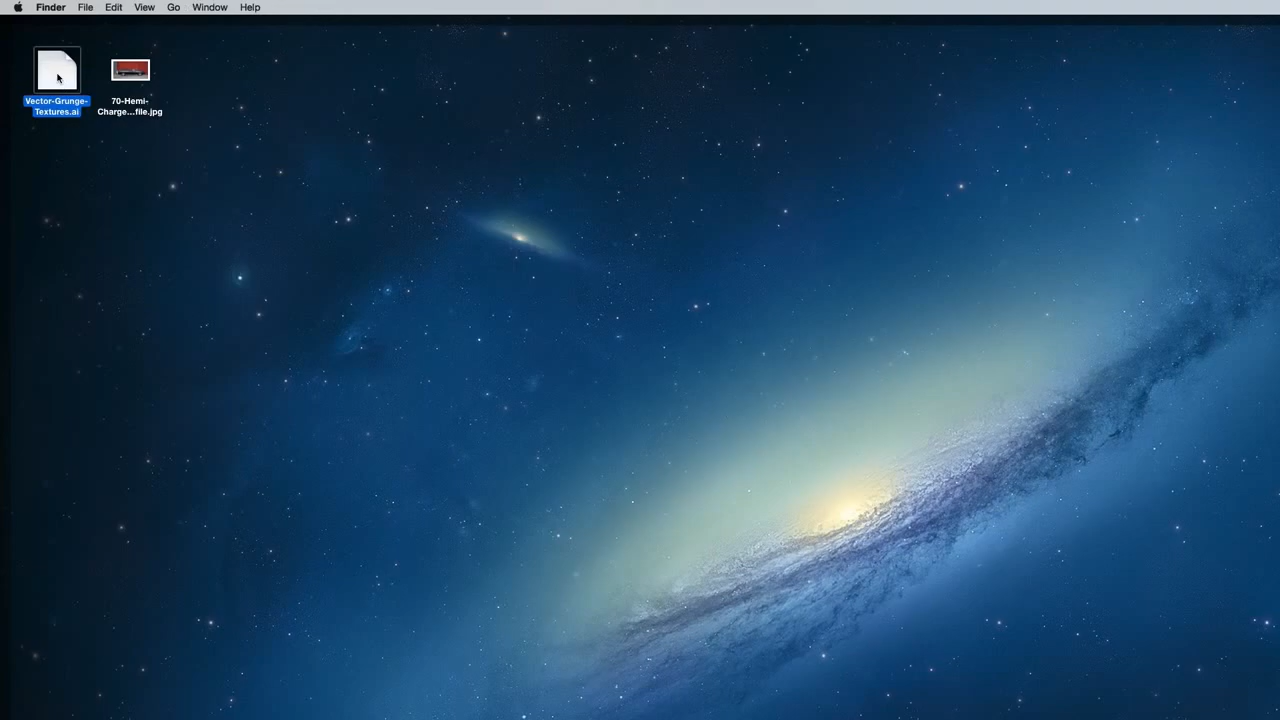 Finder File Edit View Go Window Help
Vector-Grunge-
Textures.ai
70-Hemi-
Charge...file.jpg